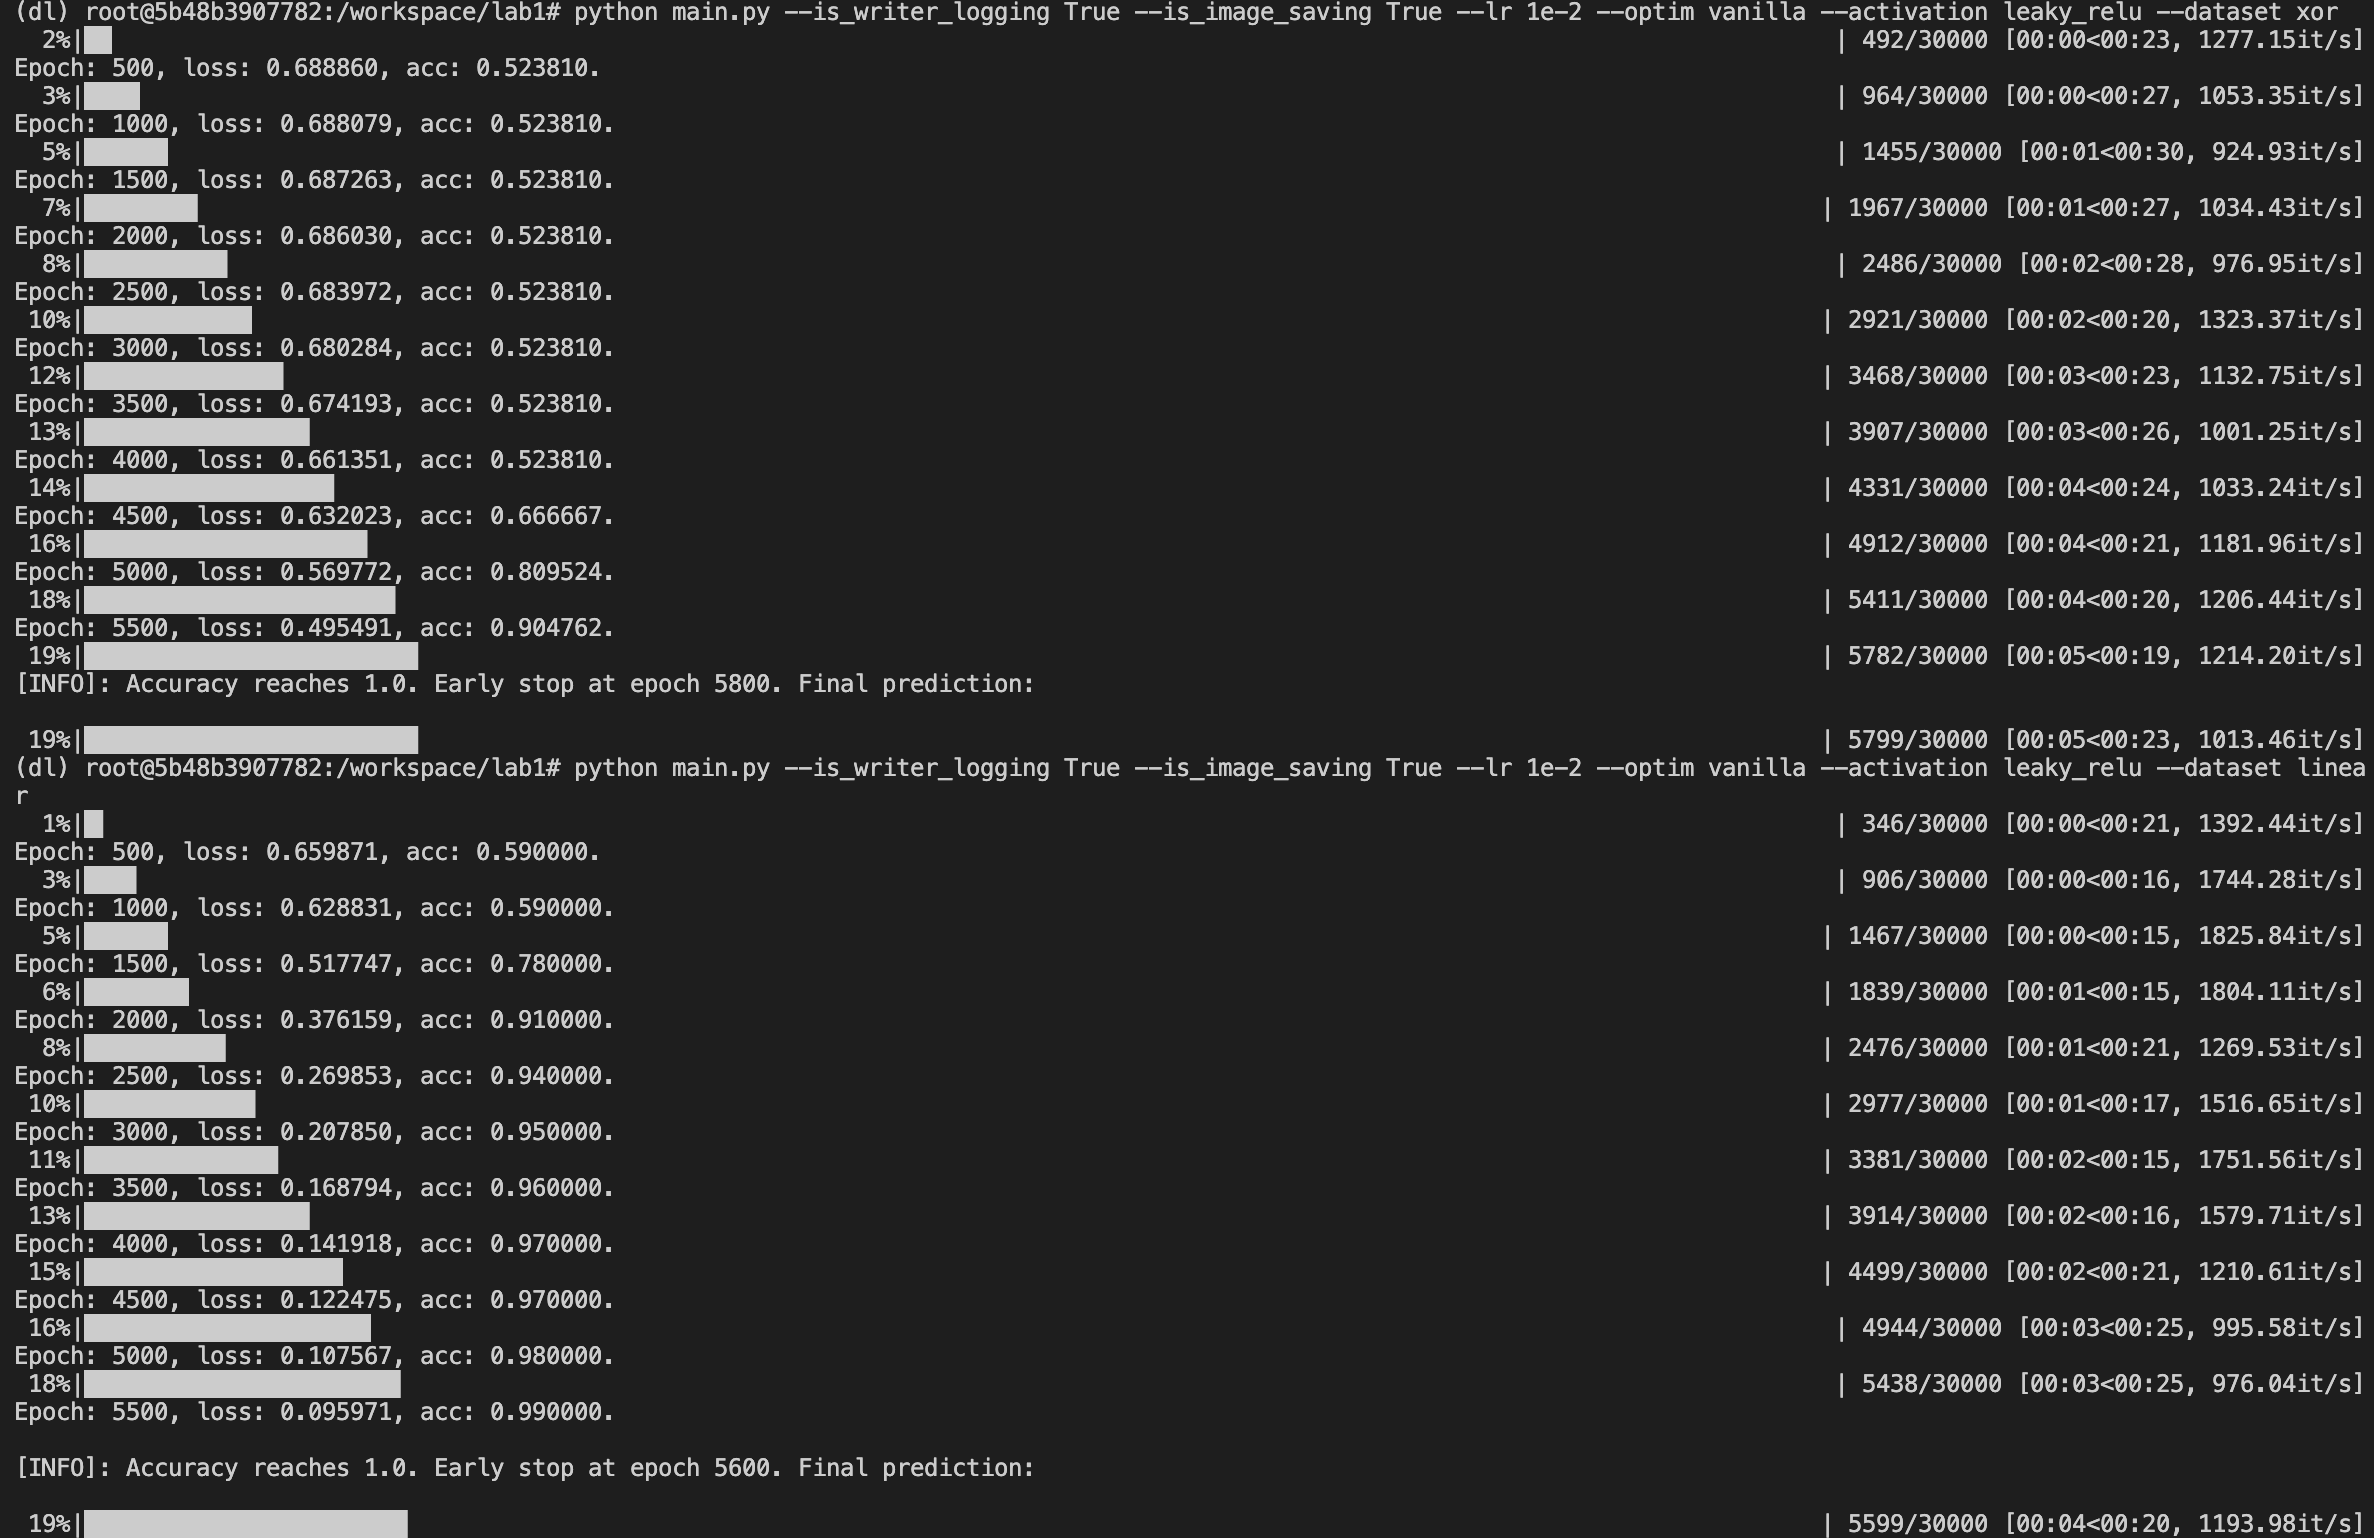 (dl) root@5b48b3907782:/workspace/lab1# python main.py --is_writer_logging True --is_image_saving True --lr 1e-2 --optim vanilla --activation leaky_relu --dataset xor
2%| | 492/30000 [00:00<00:23, 1277.15it/s]
Epoch: 500, loss: 0.688860, acc: 0.523810.
3%| | 964/30000 [00:00<00:27, 1053.35it/s]
Epoch: 1000, loss: 0.688079, acc: 0.523810.
5%| | 1455/30000 [00:01<00:30, 924.93it/s]
Epoch: 1500, loss: 0.687263, acc: 0.523810.
7%| | 1967/30000 [00:01<00:27, 1034.43it/s]
Epoch: 2000, loss: 0.686030, acc: 0.523810.
8%| | 2486/30000 [00:02<00:28, 976.95it/s]
Epoch: 2500, loss: 0.683972, acc: 0.523810.
10%| | 2921/30000 [00:02<00:20, 1323.37it/s]
Epoch: 3000, loss: 0.680284, acc: 0.523810.
12%| | 3468/30000 [00:03<00:23, 1132.75it/s]
Epoch: 3500, loss: 0.674193, acc: 0.523810.
13%| | 3907/30000 [00:03<00:26, 1001.25it/s]
Epoch: 4000, loss: 0.661351, acc: 0.523810.
14%| | 4331/30000 [00:04<00:24, 1033.24it/s]
Epoch: 4500, loss: 0.632023, acc: 0.666667.
16%| | 4912/30000 [00:04<00:21, 1181.96it/s]
Epoch: 5000, loss: 0.569772, acc: 0.809524.
18%| | 5411/30000 [00:04<00:20, 1206.44it/s]
Epoch: 5500, loss: 0.495491, acc: 0.904762.
19%| | 5782/30000 [00:05<00:19, 1214.20it/s]
[INFO]: Accuracy reaches 1.0. Early stop at epoch 5800. Final prediction:
19%| | 5799/30000 [00:05<00:23, 1013.46it/s]
(dl) root@5b48b3907782:/workspace/lab1# python main.py --is_writer_logging True --is_image_saving True --lr 1e-2 --optim vanilla --activation leaky_relu --dataset linea
r
1%| | 346/30000 [00:00<00:21, 1392.44it/s]
Epoch: 500, loss: 0.659871, acc: 0.590000.
3%| | 906/30000 [00:00<00:16, 1744.28it/s]
Epoch: 1000, loss: 0.628831, acc: 0.590000.
5%| | 1467/30000 [00:00<00:15, 1825.84it/s]
Epoch: 1500, loss: 0.517747, acc: 0.780000.
6%| | 1839/30000 [00:01<00:15, 1804.11it/s]
Epoch: 2000, loss: 0.376159, acc: 0.910000.
8%| | 2476/30000 [00:01<00:21, 1269.53it/s]
Epoch: 2500, loss: 0.269853, acc: 0.940000.
10%| | 2977/30000 [00:01<00:17, 1516.65it/s]
Epoch: 3000, loss: 0.207850, acc: 0.950000.
11%| | 3381/30000 [00:02<00:15, 1751.56it/s]
Epoch: 3500, loss: 0.168794, acc: 0.960000.
13%| | 3914/30000 [00:02<00:16, 1579.71it/s]
Epoch: 4000, loss: 0.141918, acc: 0.970000.
15%| | 4499/30000 [00:02<00:21, 1210.61it/s]
Epoch: 4500, loss: 0.122475, acc: 0.970000.
16%| | 4944/30000 [00:03<00:25, 995.58it/s]
Epoch: 5000, loss: 0.107567, acc: 0.980000.
18%| | 5438/30000 [00:03<00:25, 976.04it/s]
Epoch: 5500, loss: 0.095971, acc: 0.990000.
[INFO]: Accuracy reaches 1.0. Early stop at epoch 5600. Final prediction:
19%| | 5599/30000 [00:04<00:20, 1193.98it/s]